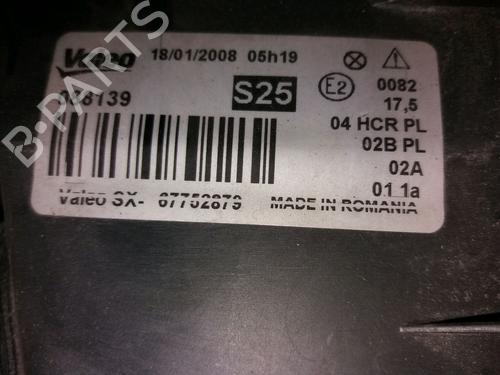 Valeo 18/01/2008 05h19
S25
E2
0082
17,5
04 HCR PL
02B PL
02A
01 1a
Valeo SX- 67752879 MADE IN ROMANIA
B-PARTS